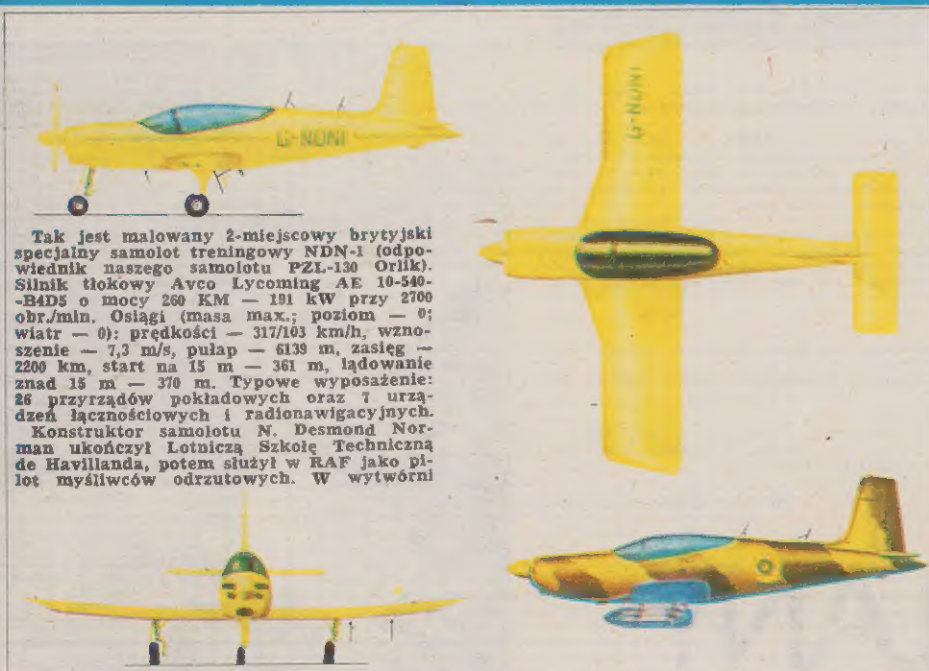 G-NDNI
G-NDNI
Tak jest malowany 2-miejscowy brytyjski
specjalny samolot treningowy NDN-1 (odpo-
wiednik naszego samolotu PZL-130 Orlik).
Silnik tłokowy Avco Lycoming AE 10-540-
-B4D5 o mocy 260 KM — 191 kW przy 2700
obr./min. Osiągi (masa max.; poziom — 0;
wiatr — 0): prędkości — 317/103 km/h, wzno-
szenie — 7,3 m/s, pułap — 6139 m, zasięg —
2200 km, start na 15 m — 361 m, lądowanie
znad 15 m — 370 m. Typowe wyposażenie:
26 przyrządów pokładowych oraz 7 urzą-
dzeń łącznościowych i radionawigacyjnych.
Konstruktor samolotu N. Desmond Nor-
man ukończył Lotniczą Szkołę Techniczną
de Havillanda, potem służył w RAF jako pi-
lot myśliwców odrzutowych. W wytwórni